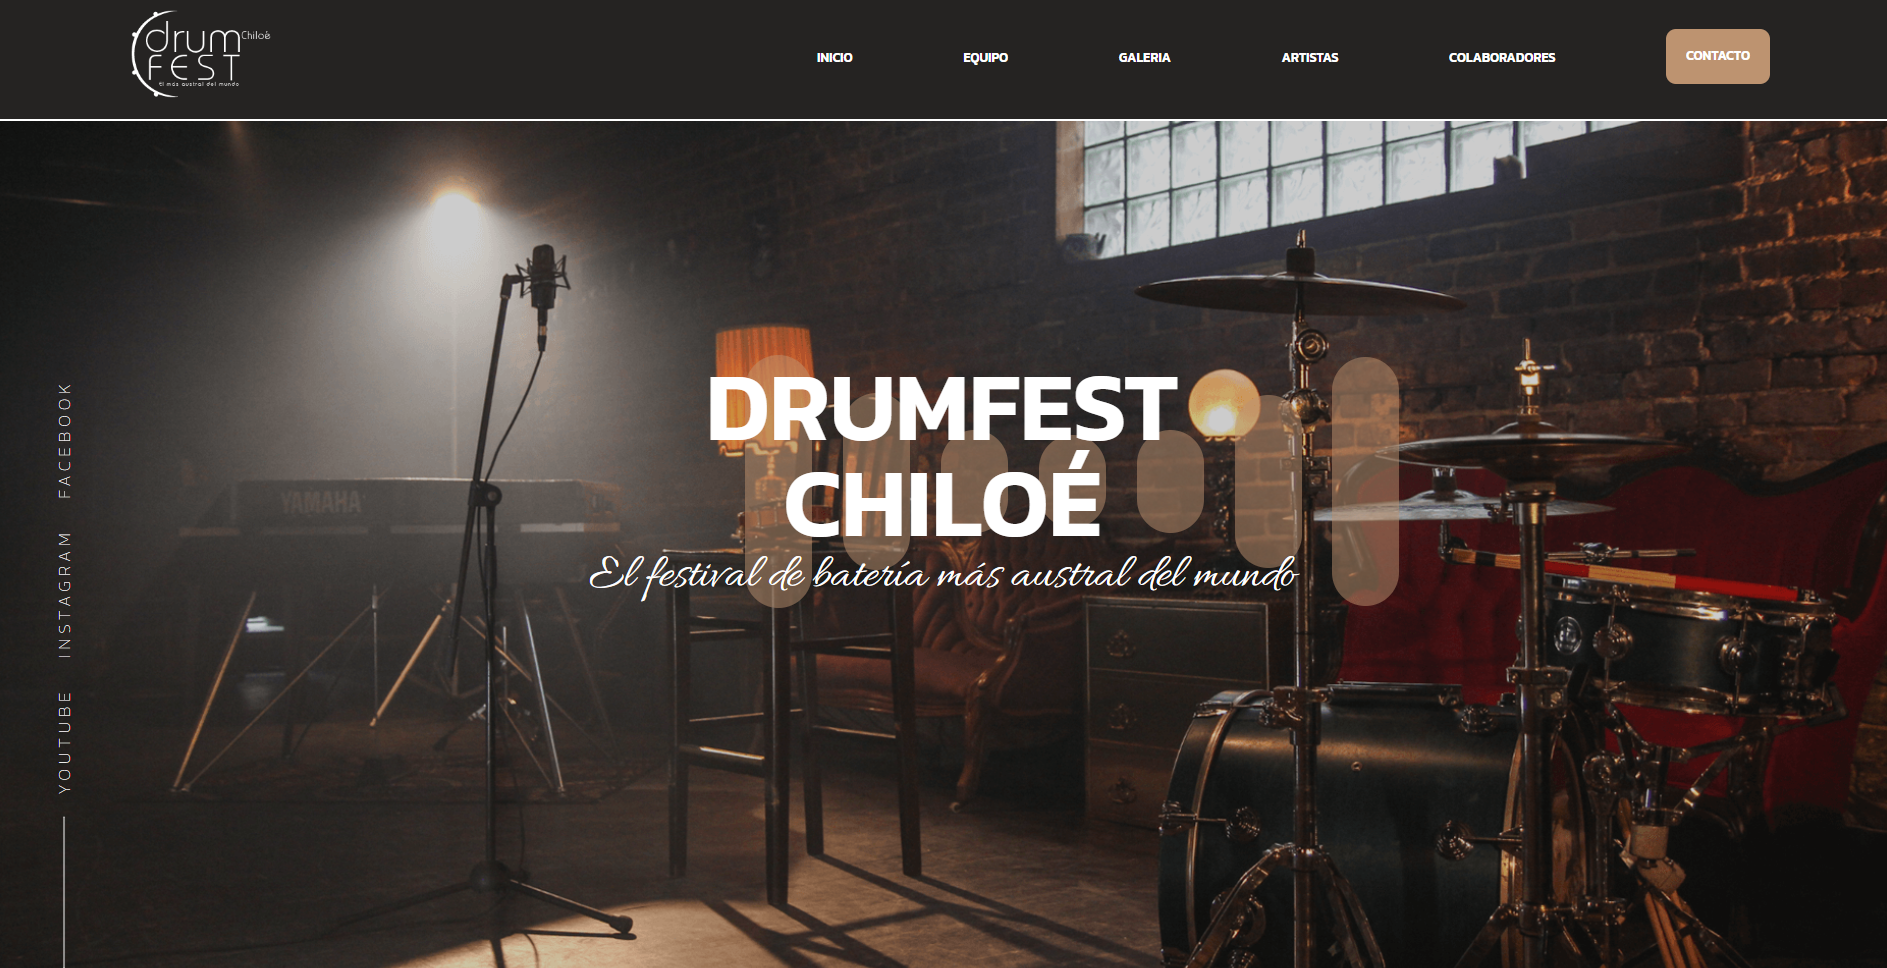 drum Chiloé
FEST
El más austral del mundo
INICIO
EQUIPO
GALERIA
ARTISTAS
COLABORADORES
CONTACTO
YAMAHA
DRUMFEST
CHILOÉ
El festival de batería más austral del mundo
FACEBOOK
INSTAGRAM
YOUTUBE